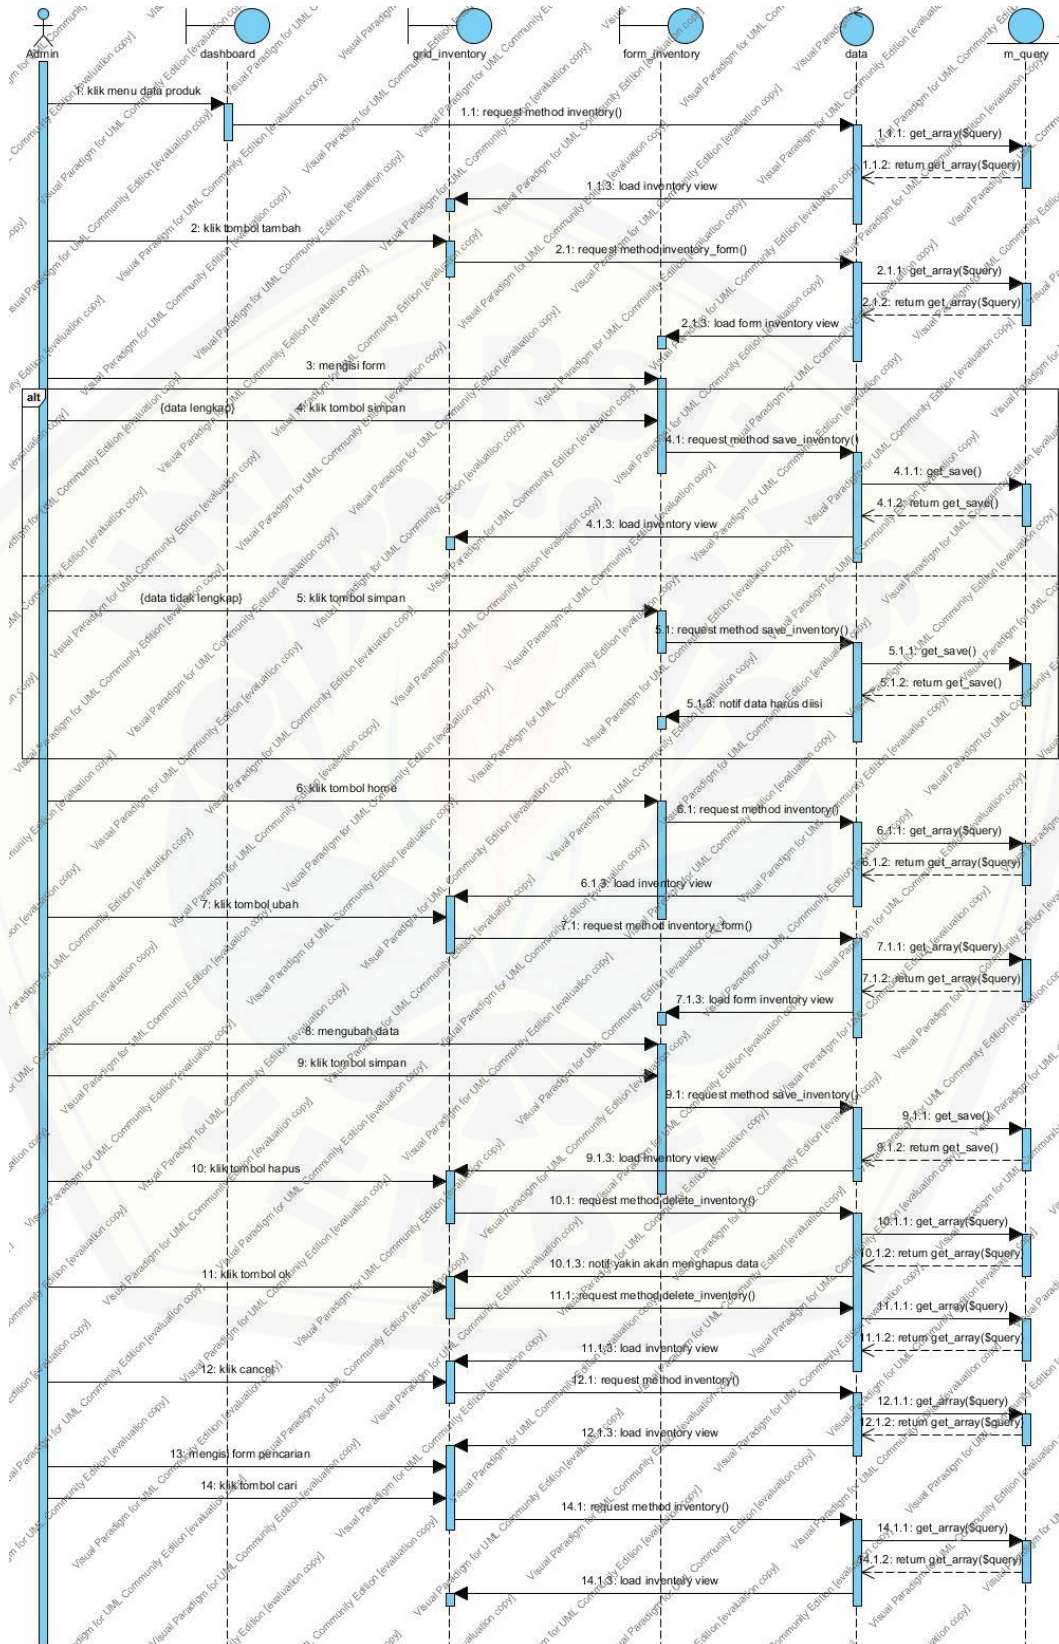 Admin
dashboard
grid_inventory
form_inventory
data
m_query
1: klik menu data produk
1.1: request method inventory()
1.1.1: get_array($query)
1.1.2: return get_array($query)
1.1.3: load inventory view
2: klik tombol tambah
2.1: request method inventory_form()
2.1.1: get_array($query)
2.1.2: return get_array($query)
2.1.3: load form inventory view
3: mengisi form
alt
{data lengkap}
4: klik tombol simpan
4.1: request method save_inventory()
4.1.1: get_save()
4.1.2: return get_save()
4.1.3: load inventory view
{data tidak lengkap}
5: klik tombol simpan
5.1: request method save_inventory()
5.1.1: get_save()
5.1.2: return get_save()
5.1.3: notif data harus diisi
6: klik tombol home
6.1: request method inventory()
6.1.1: get_array($query)
6.1.2: return get_array($query)
6.1.3: load inventory view
7: klik tombol ubah
7.1: request method inventory_form()
7.1.1: get_array($query)
7.1.2: return get_array($query)
7.1.3: load form inventory view
8: mengubah data
9: klik tombol simpan
9.1: request method save_inventory()
9.1.1: get_save()
9.1.2: return get_save()
9.1.3: load inventory view
10: klik tombol hapus
10.1: request method delete_inventory()
10.1.1: get_array($query)
10.1.2: return get_array($query)
10.1.3: notif yakin akan menghapus data
11: klik tombol ok
11.1: request method delete_inventory()
11.1.1: get_array($query)
11.1.2: return get_array($query)
11.1.3: load inventory view
12: klik cancel
12.1: request method inventory()
12.1.1: get_array($query)
12.1.2: return get_array($query)
12.1.3: load inventory view
13: mengisi form pencarian
14: klik tombol cari
14.1: request method inventory()
14.1.1: get_array($query)
14.1.2: return get_array($query)
14.1.3: load inventory view
Visual Paradigm for UML Community Edition [evaluation copy]